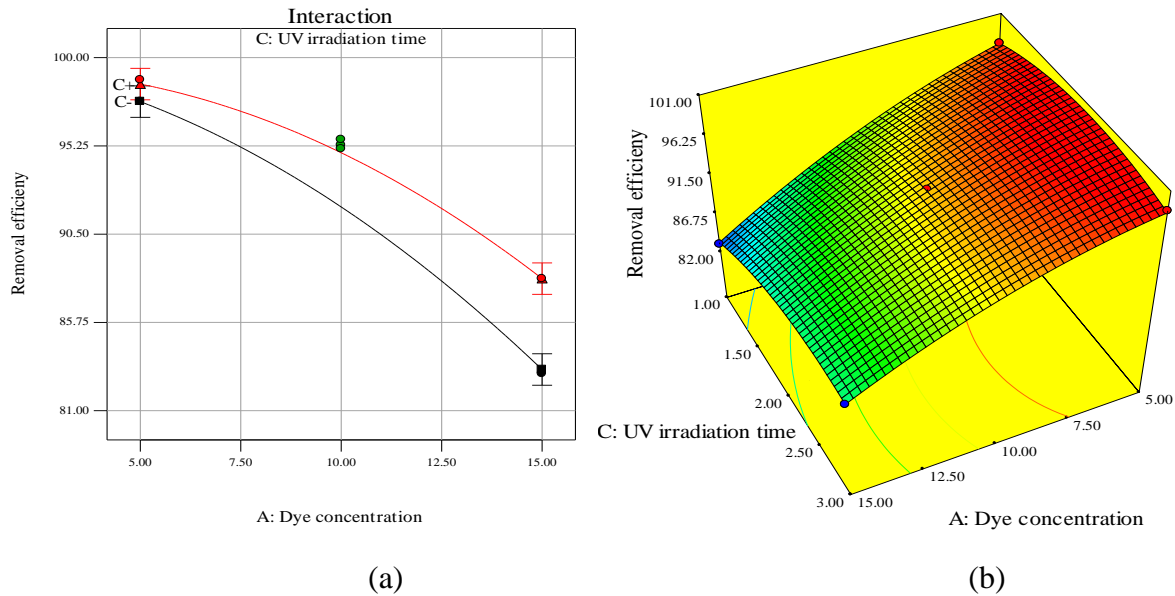 Interaction
C: UV irradiation time
100.00
95.25
90.50
85.75
81.00
C+
C-
Removal efficieny
5.00
7.50
10.00
12.50
15.00
A: Dye concentration
(a)
101.00
96.25
91.50
86.75
82.00
Removal efficieny
1.00
1.50
2.00
2.50
3.00
C: UV irradiation time
15.00
12.50
10.00
7.50
5.00
A: Dye concentration
(b)